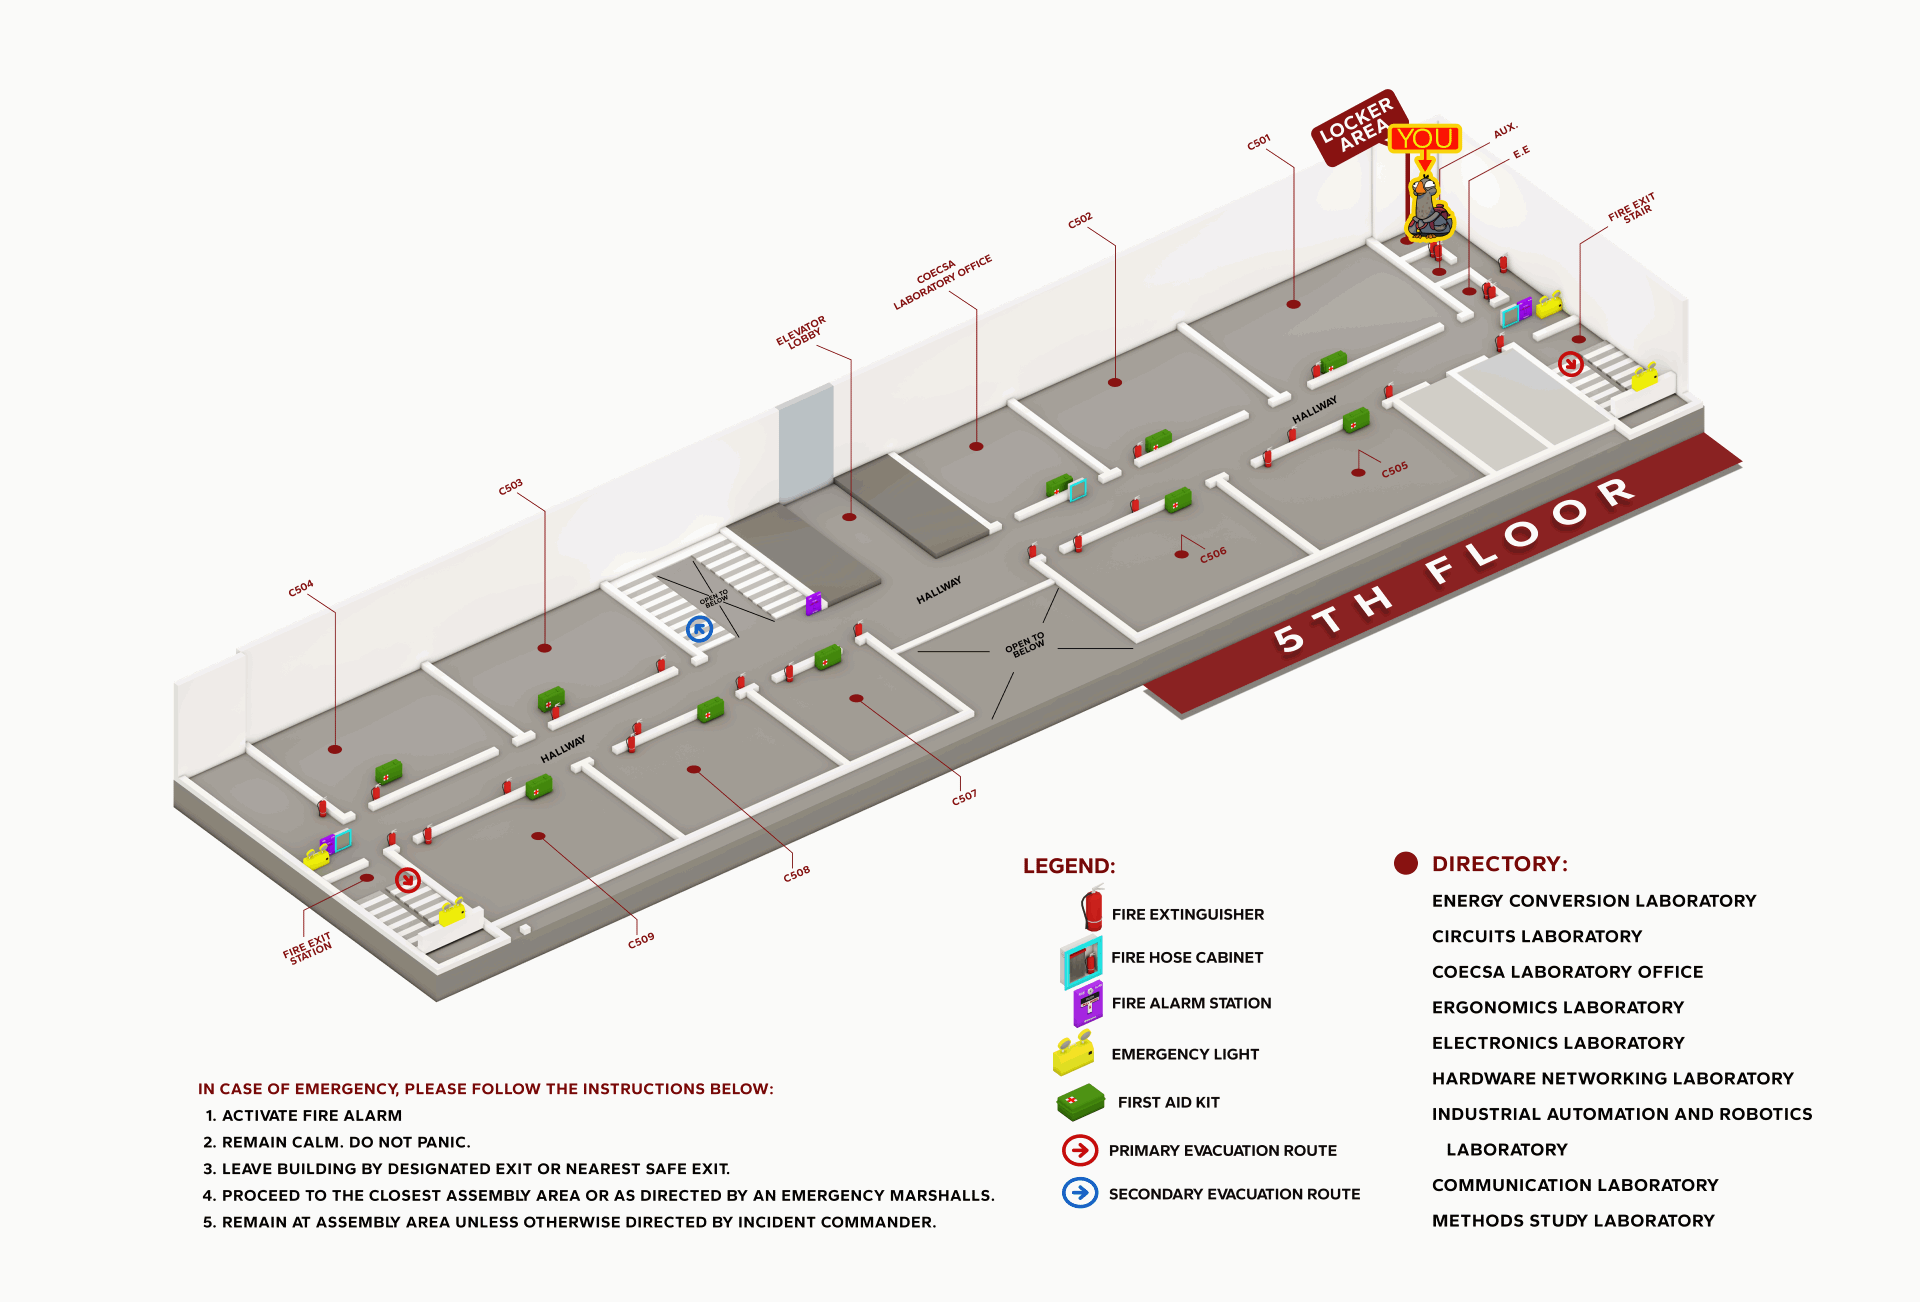 LOCKER
AREA
YOU
AUX.
E.E
C501
FIRE EXIT
STAIR
C502
COECSA
LABORATORY OFFICE
ELEVATOR
LOBBY
HALLWAY
C505
C503
5TH FLOOR
C506
HALLWAY
C504
OPEN TO
BELOW
OPEN TO
BELOW
HALLWAY
C507
C508
C509
FIRE EXIT
STATION
LEGEND:
FIRE EXTINGUISHER
FIRE HOSE CABINET
FIRE ALARM STATION
EMERGENCY LIGHT
FIRST AID KIT
PRIMARY EVACUATION ROUTE
SECONDARY EVACUATION ROUTE
DIRECTORY:
ENERGY CONVERSION LABORATORY
CIRCUITS LABORATORY
COECSA LABORATORY OFFICE
ERGONOMICS LABORATORY
ELECTRONICS LABORATORY
HARDWARE NETWORKING LABORATORY
INDUSTRIAL AUTOMATION AND ROBOTICS
LABORATORY
COMMUNICATION LABORATORY
METHODS STUDY LABORATORY
IN CASE OF EMERGENCY, PLEASE FOLLOW THE INSTRUCTIONS BELOW:
1. ACTIVATE FIRE ALARM
2. REMAIN CALM. DO NOT PANIC.
3. LEAVE BUILDING BY DESIGNATED EXIT OR NEAREST SAFE EXIT.
4. PROCEED TO THE CLOSEST ASSEMBLY AREA OR AS DIRECTED BY AN EMERGENCY MARSHALLS.
5. REMAIN AT ASSEMBLY AREA UNLESS OTHERWISE DIRECTED BY INCIDENT COMMANDER.